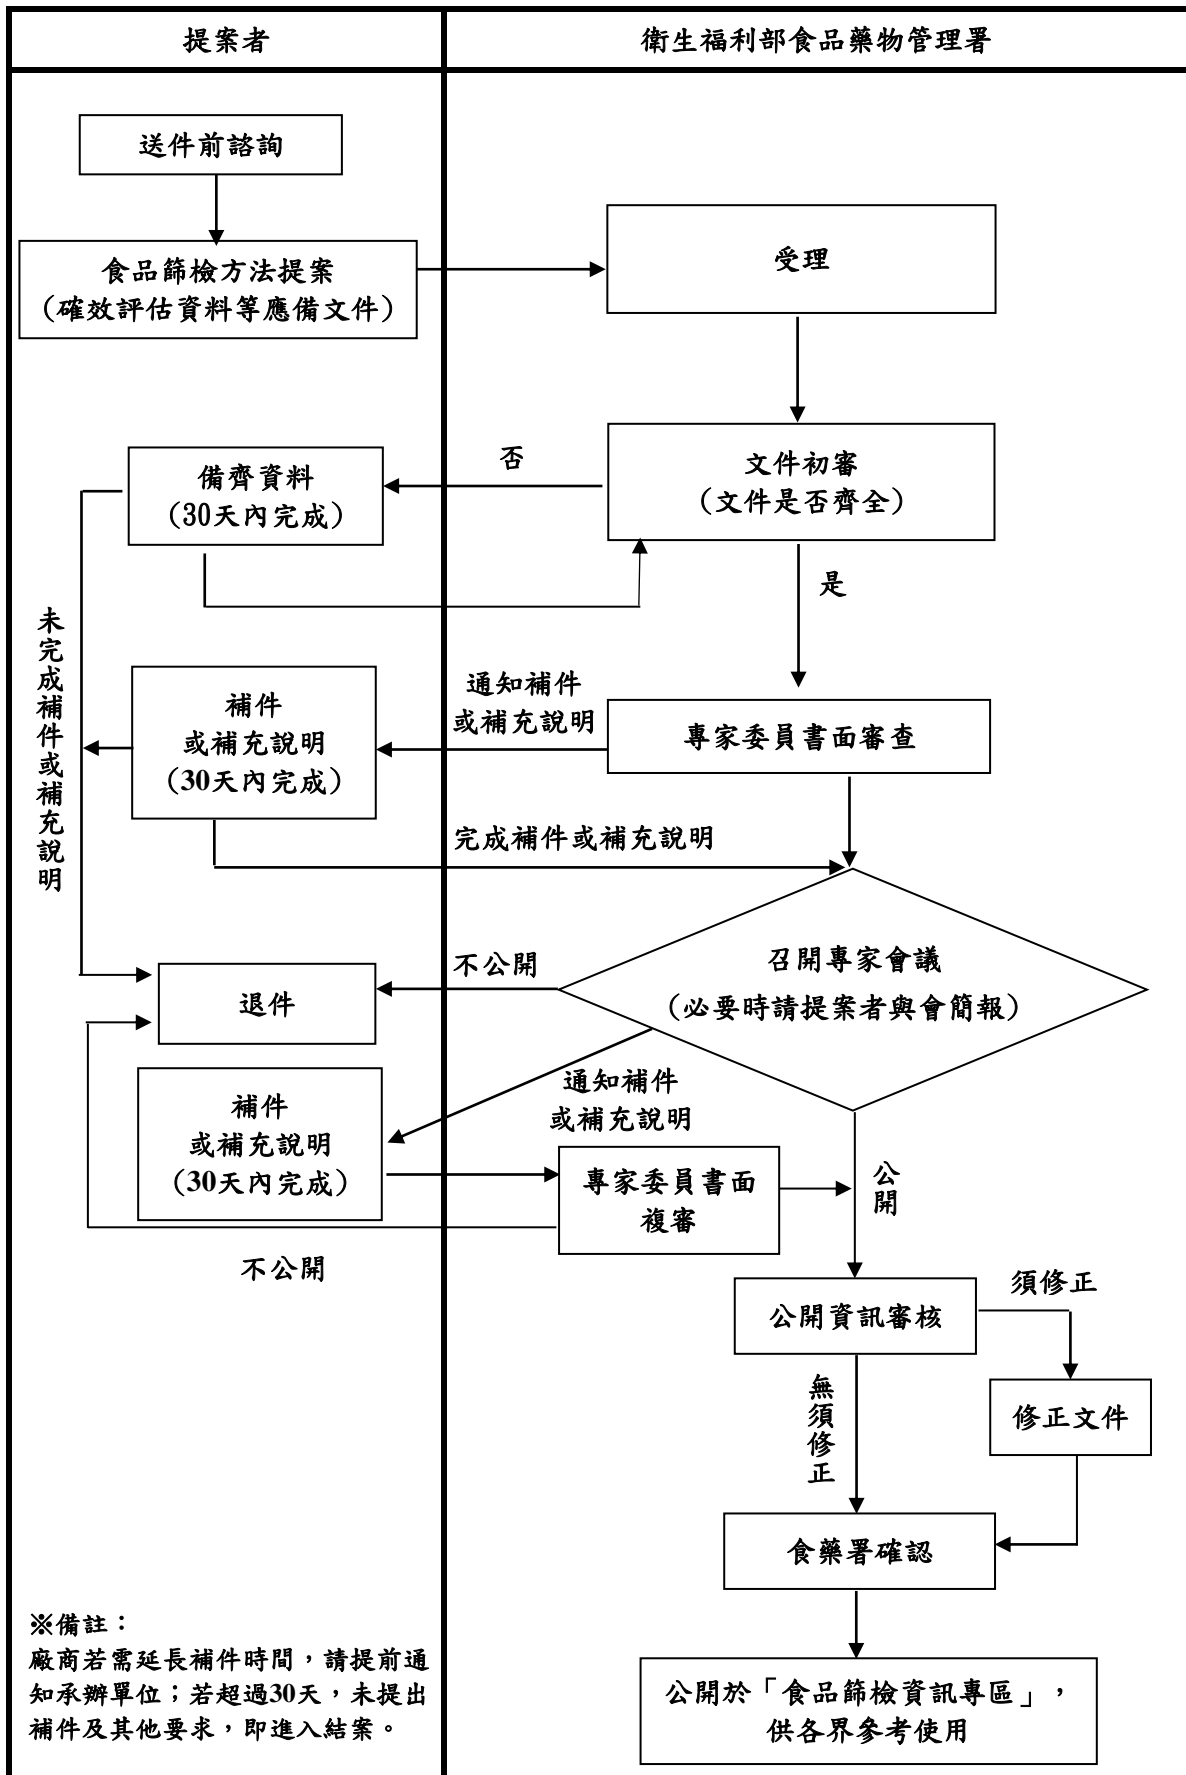 提案者
衛生福利部食品藥物管理署
送件前諮詢
食品篩檢方法提案
（確效評估資料等應備文件）
受理
文件初審
（文件是否齊全）
否
備齊資料
（30天內完成）
是
未完成補件或補充說明
通知補件
或補充說明
補件
或補充說明
（30天內完成）
專家委員書面審查
完成補件或補充說明
召開專家會議
（必要時請提案者與會簡報）
不公開
退件
通知補件
或補充說明
補件
或補充說明
（30天內完成）
專家委員書面
複審
公開
不公開
公開資訊審核
須修正
修正文件
無須修正
食藥署確認
公開於「食品篩檢資訊專區」，
供各界參考使用
※備註：
廠商若需延長補件時間，請提前通
知承辦單位；若超過30天，未提出
補件及其他要求，即進入結案。